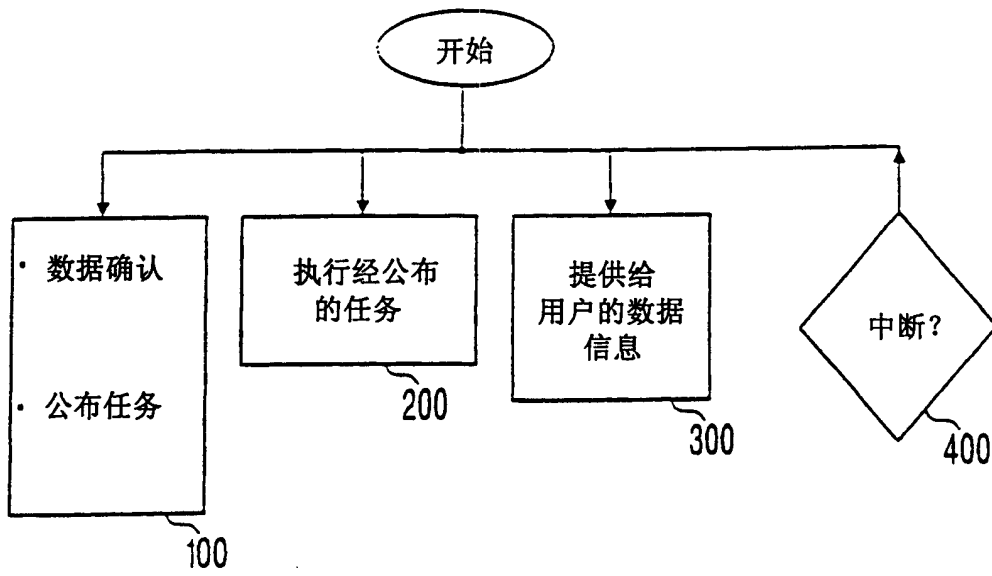 开始
· 数据确认
· 公布任务
100
执行经公布
的任务
200
提供给
用户的数据
信息
300
中断?
400